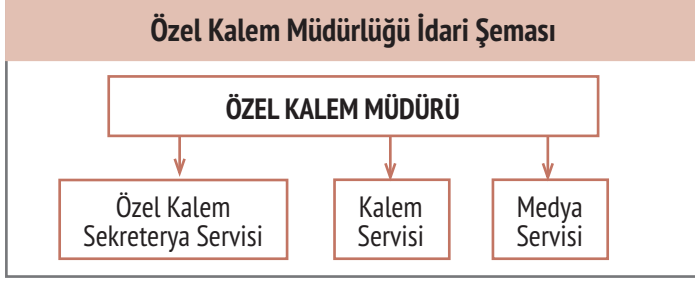 Özel Kalem Müdürlüğü İdari Şeması
ÖZEL KALEM MÜDÜRÜ
Özel Kalem
Sekreterya Servisi
Kalem
Servisi
Medya
Servisi